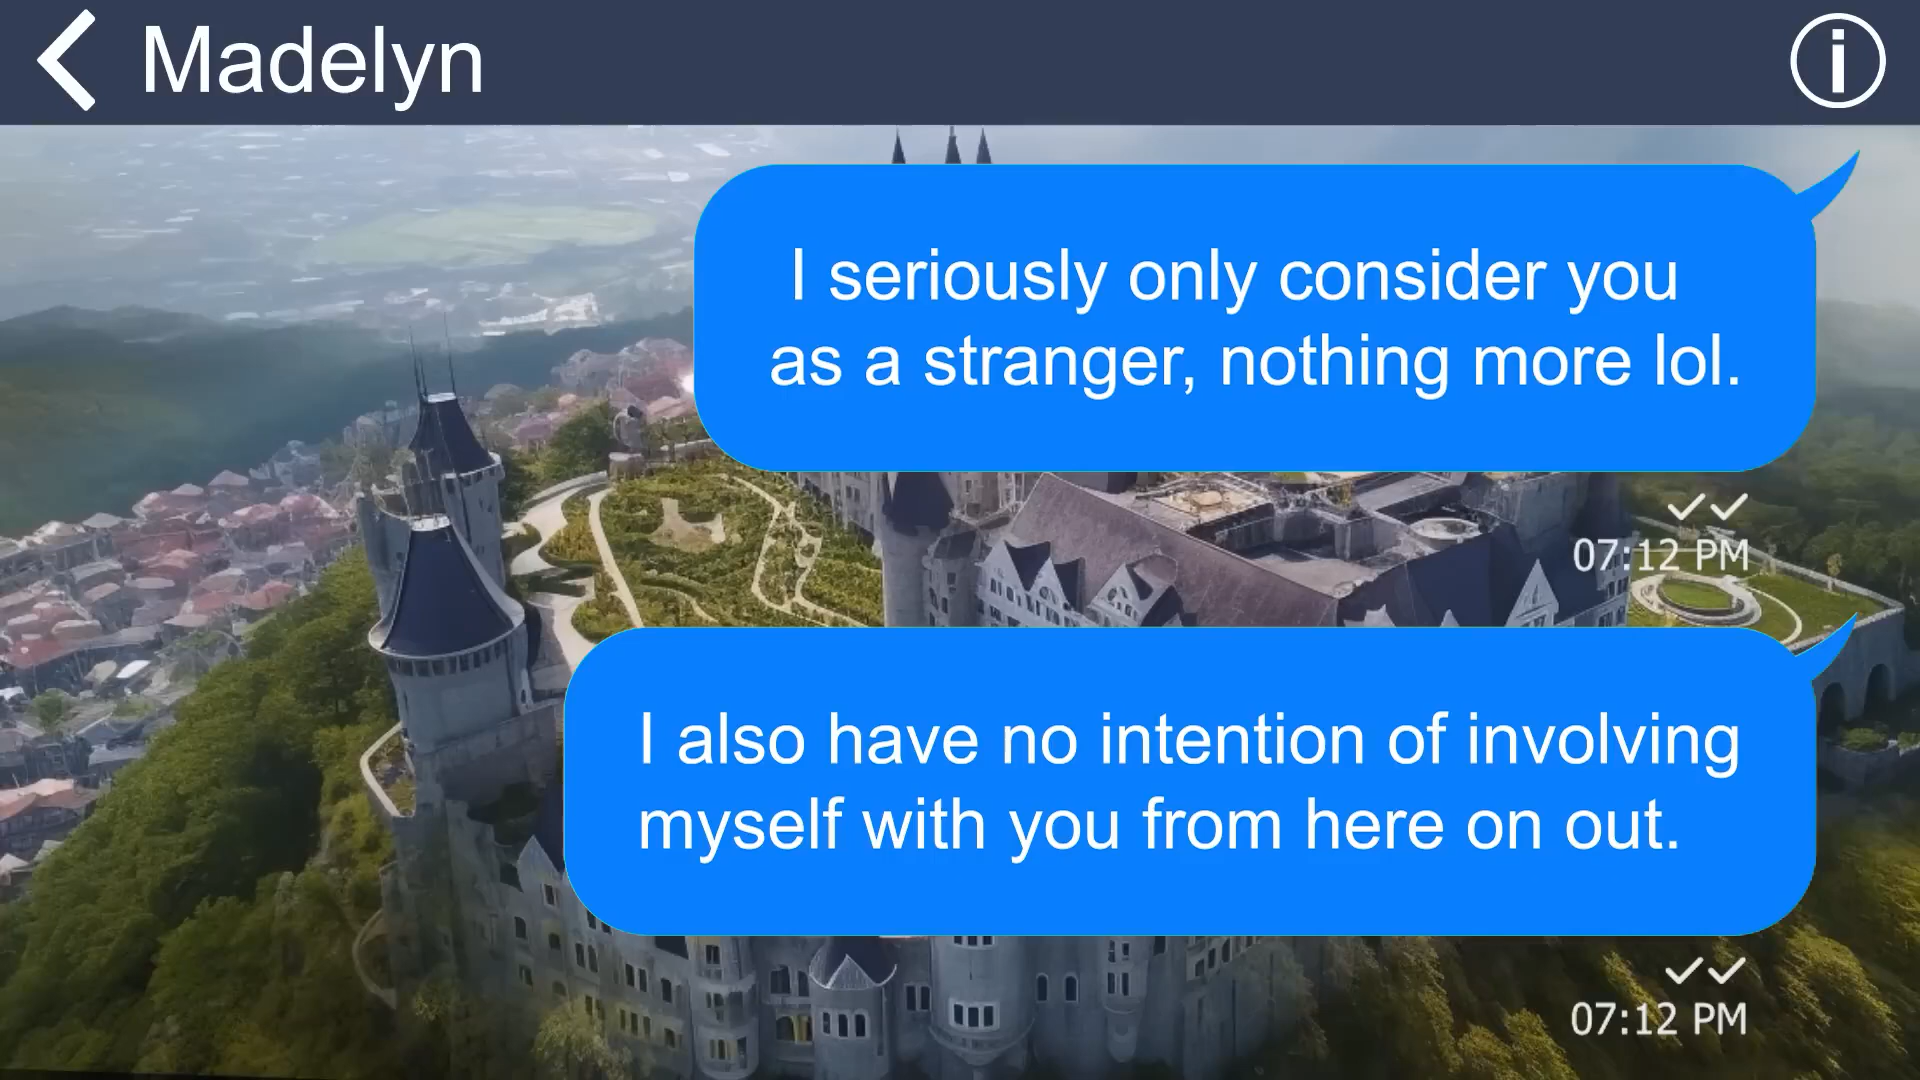 Madelyn
I seriously only consider you
as a stranger, nothing more lol.
07:12 PM
I also have no intention of involving
myself with you from here on out.
07:12 PM